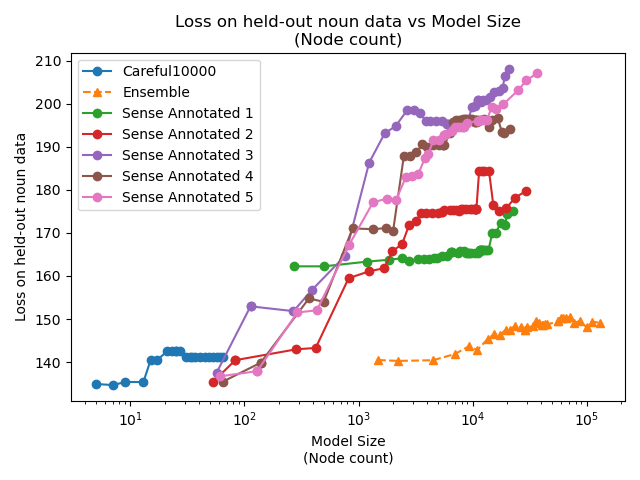 Loss on held-out noun data vs Model Size
(Node count)
Loss on held-out noun data
210
200
190
180
170
160
150
140
Careful10000
Ensemble
Sense Annotated 1
Sense Annotated 2
Sense Annotated 3
Sense Annotated 4
Sense Annotated 5
10¹ 10² 10³ 10⁴ 10⁵
Model Size
(Node count)